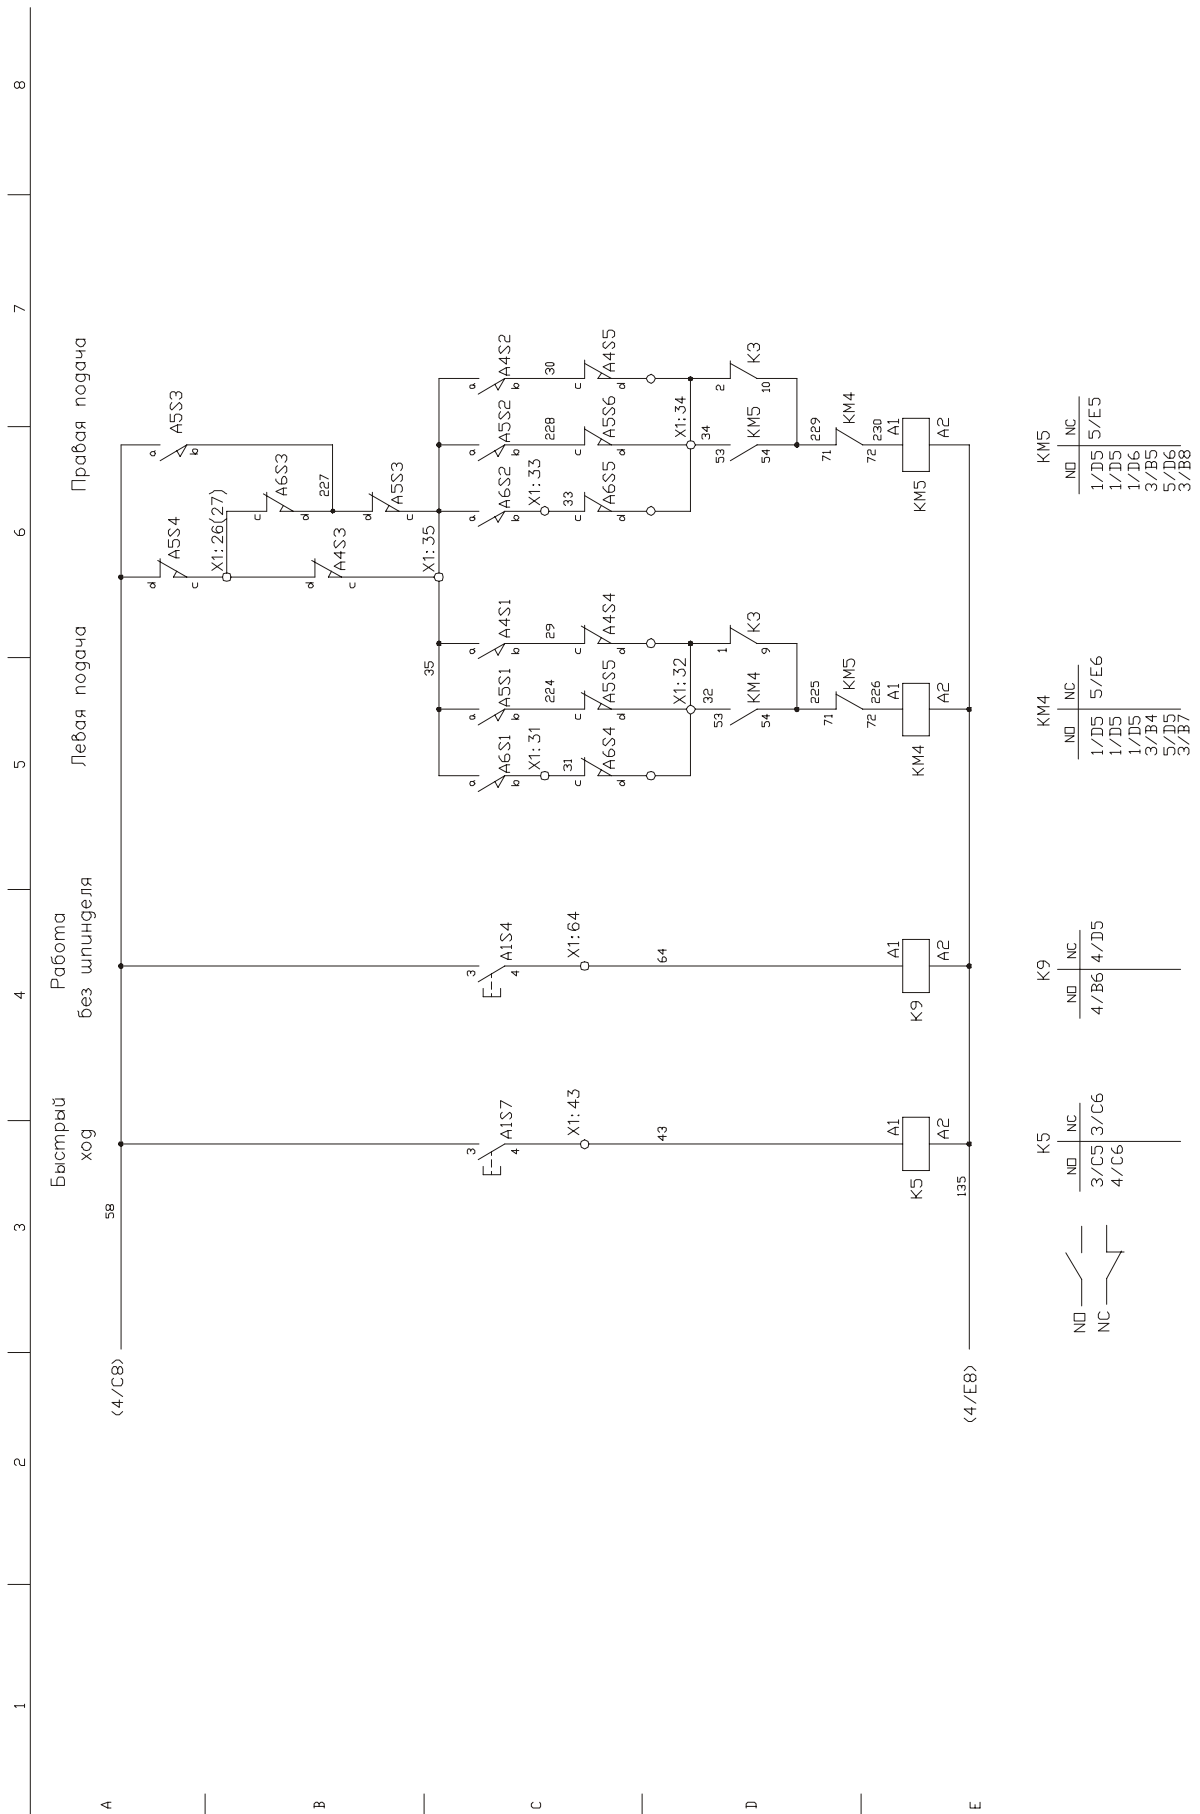 1 2 3 4 5 6 7 8
A
B
C
D
E
Быстрый
ход
Работа
без шпинделя
Левая подача
Правая подача
(4/C8)
58
A5S4
d
c
A5S3
a
b
X1:26(27)
A6S3
c
d
227
A4S3
d
c
A5S3
d
c
X1:35
35
A1S7
3
4
X1:43
43
A1S4
3
4
X1:64
64
A6S1
a
b
X1:31
31
A6S4
c
d
A5S1
a
b
224
A5S5
c
d
A4S1
a
b
29
A4S4
c
d
X1:32
32
A6S2
a
b
X1:33
33
A6S5
c
d
A5S2
a
b
228
A5S6
c
d
A4S2
a
b
30
A4S5
c
d
X1:34
34
KM4
53
54
K3
1
9
225
KM5
71
72
226
KM5
53
54
K3
2
10
229
KM4
71
72
230
K5
A1
A2
K9
A1
A2
KM4
A1
A2
KM5
A1
A2
(4/E8)
135
NO
NC
K5
NO NC
3/C5 3/C6
4/C6
K9
NO NC
4/B6 4/D5
KM4
NO NC
1/D5 5/E6
1/D5
1/D5
3/B4
5/D5
3/B7
KM5
NO NC
1/D5 5/E5
1/D5
1/D6
3/B5
5/D6
3/B8